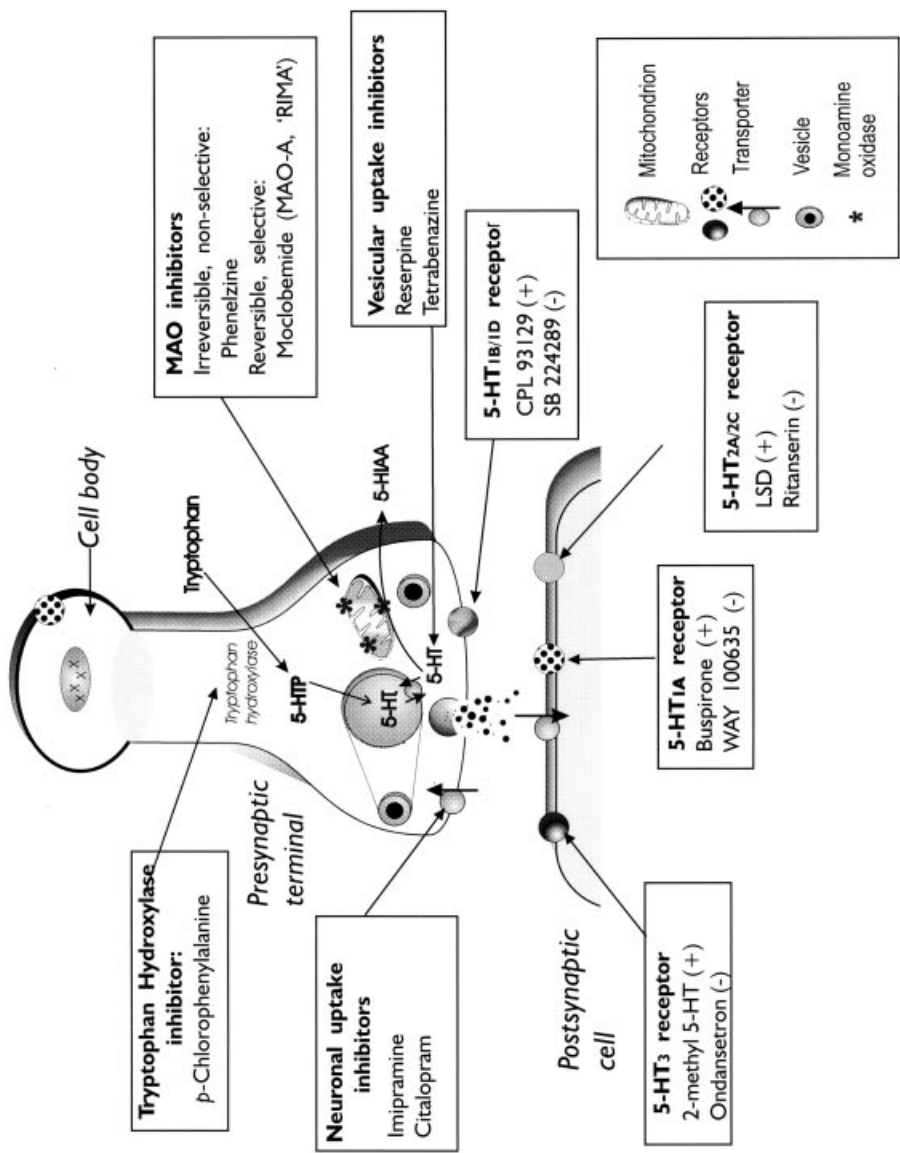 Cell body
Tryptophan Hydroxylase
inhibitor:
p-Chlorophenylalanine
Tryptophan
hydroxylase
Tryptophan
5-HTP
MAO inhibitors
Irreversible, non-selective:
Phenelzine
Reversible, selective:
Moclobemide (MAO-A, 'RIMA')
Presynaptic
terminal
5-HT
5-HT
5-HIAA
Neuronal uptake
inhibitors
Imipramine
Citalopram
Vesicular uptake inhibitors
Reserpine
Tetrabenazine
5-HT1B/1D receptor
CPL 93129 (+)
SB 224289 (-)
Postsynaptic
cell
5-HT3 receptor
2-methyl 5-HT (+)
Ondansetron (-)
5-HT1A receptor
Buspirone (+)
WAY 100635 (-)
5-HT2A/2C receptor
LSD (+)
Ritanserin (-)
Mitochondrion
Receptors
Transporter
Vesicle
* Monoamine
oxidase
x x x x